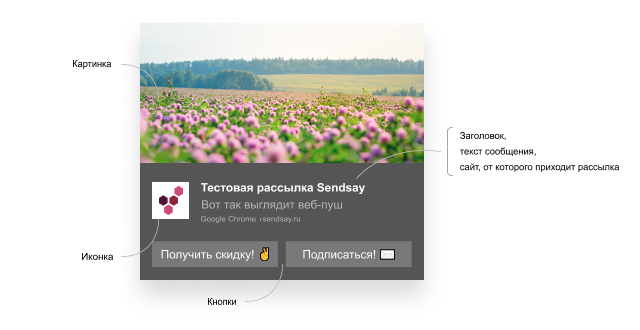 Картинка
Заголовок,
текст сообщения,
сайт, от которого приходит рассылка
Тестовая рассылка Sendsay
Вот так выглядит веб-пуш
Google Chrome • sendsay.ru
Иконка
Получить скидку! ✌
Подписаться! ✉
Кнопки